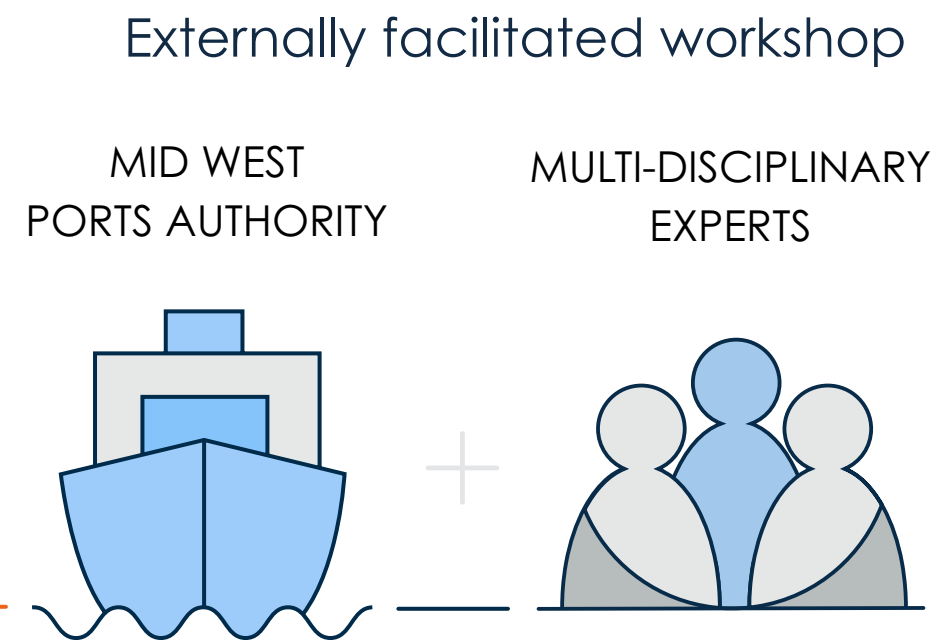 Externally facilitated workshop
MID WEST
PORTS AUTHORITY
MULTI-DISCIPLINARY
EXPERTS